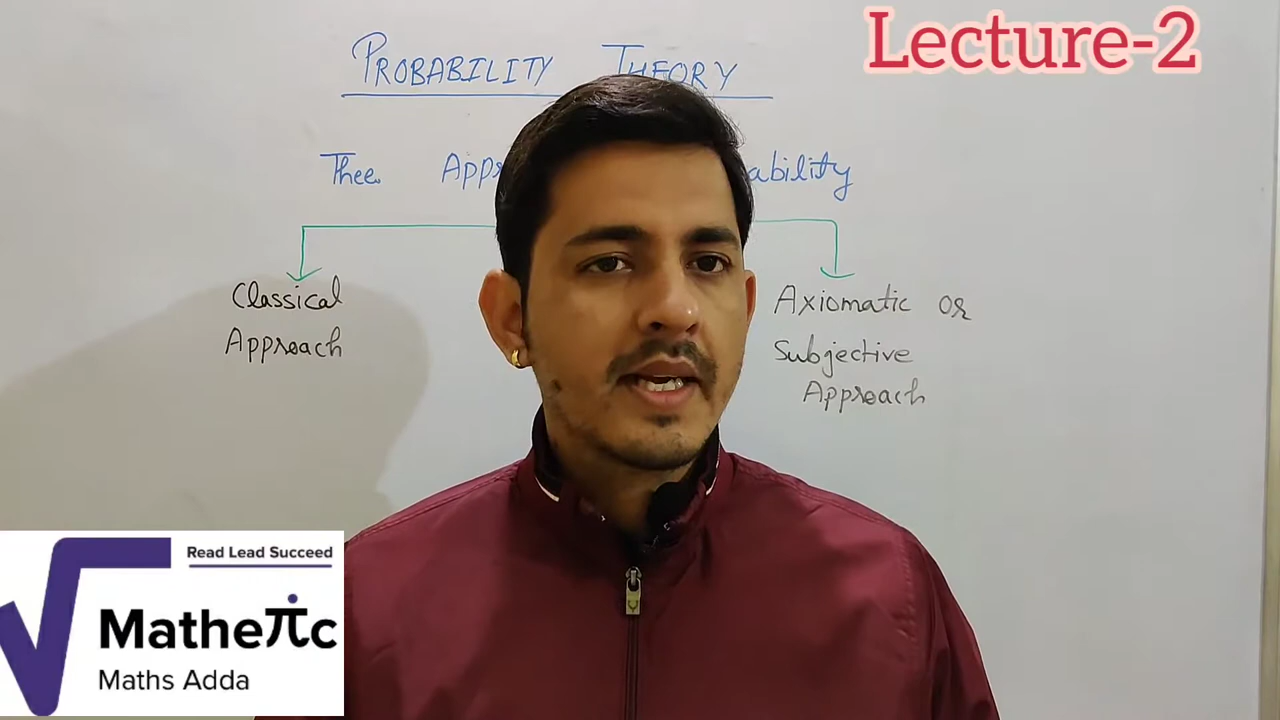 Lecture-2
PROBABILITY THEORY
Thee Appr ability
Classical
Approach
Axiomatic or
Subjective
Approach
Read Lead Succeed
Matheπc
Maths Adda